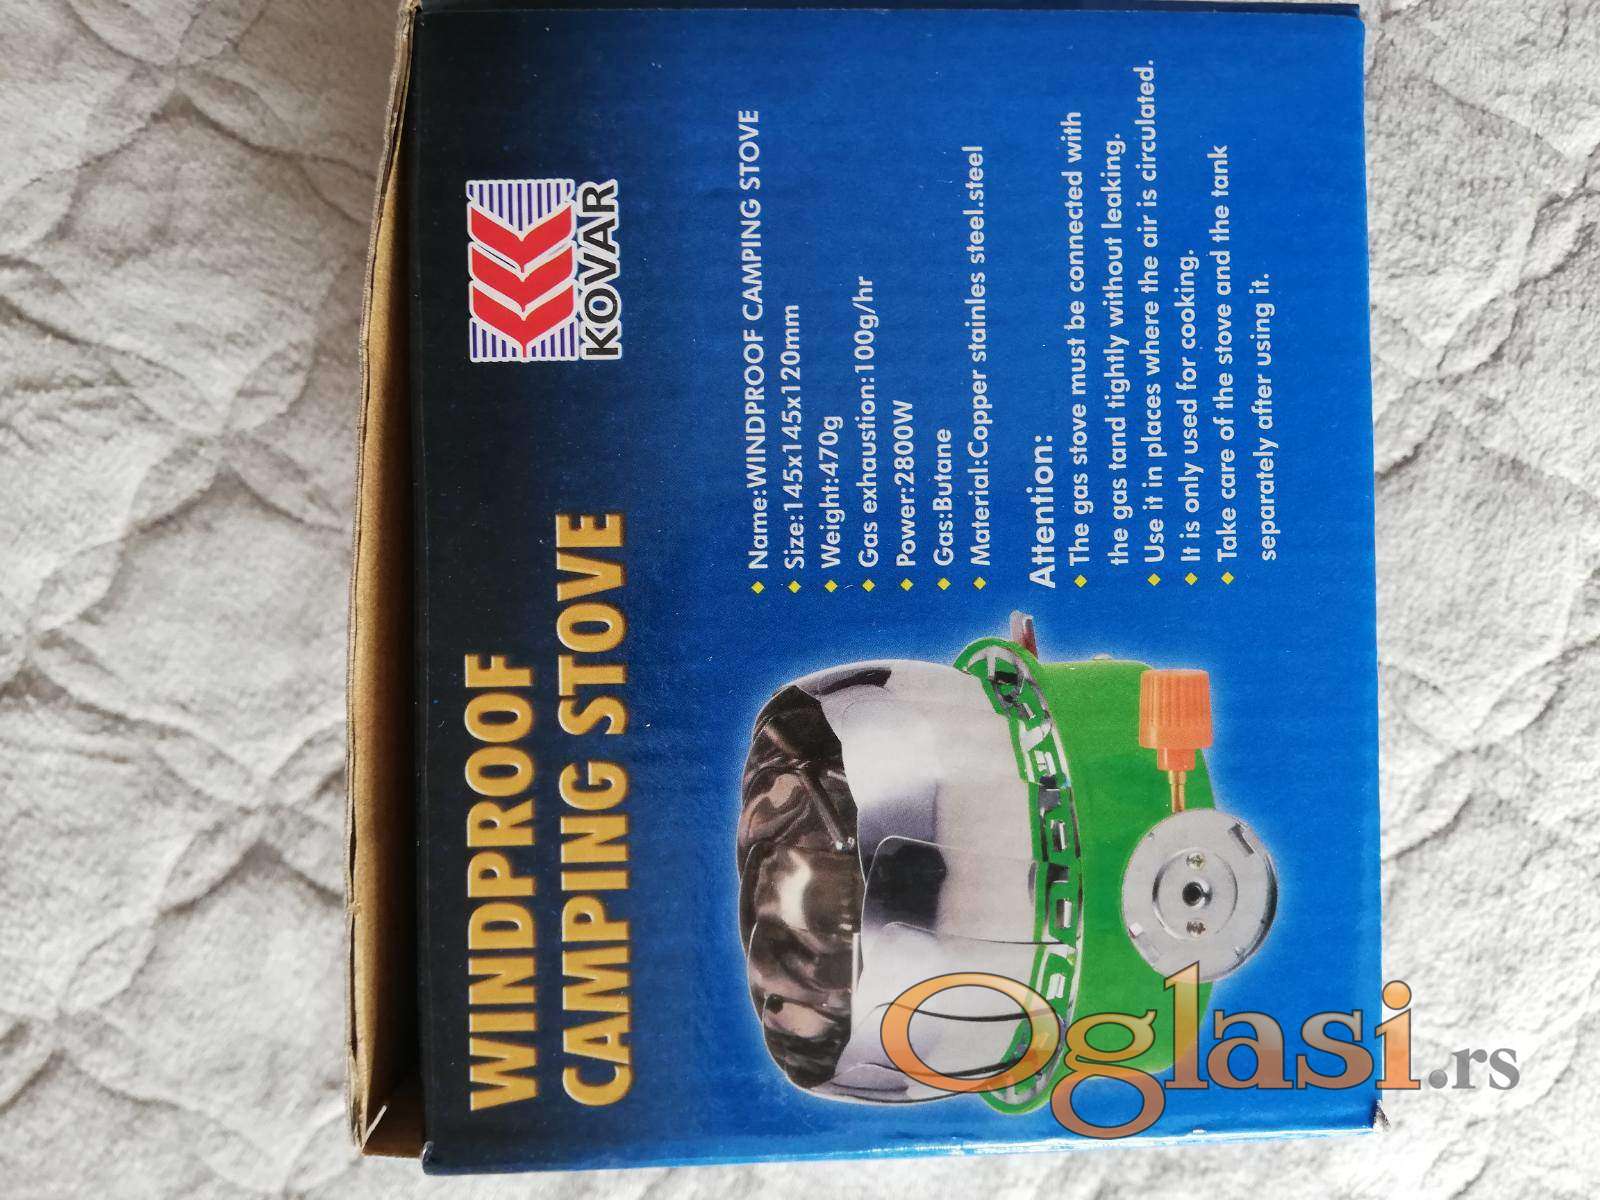 WINDPROOF
CAMPING STOVE
KOVAR
Name:WINDPROOF CAMPING STOVE
Size:145x145x120mm
Weight:470g
Gas exhaustion:100g/hr
Power:2800W
Gas:Butane
Material:Copper stainles steel.steel
Attention:
The gas stove must be connected with
the gas tand tightly without leaking.
Use it in places where the air is circulated.
It is only used for cooking.
Take care of the stove and the tank
separately after using it.
Oglasi.rs